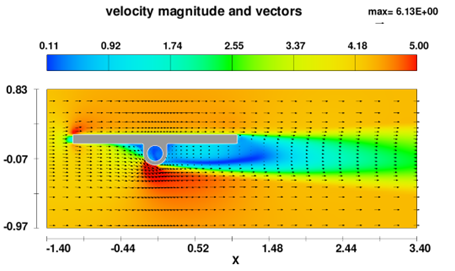 velocity magnitude and vectors max= 6.13E+00
0.11 0.92 1.74 2.55 3.37 4.18 5.00
0.83
-0.07
-0.97
-1.40 -0.44 0.52 1.48 2.44 3.40
X